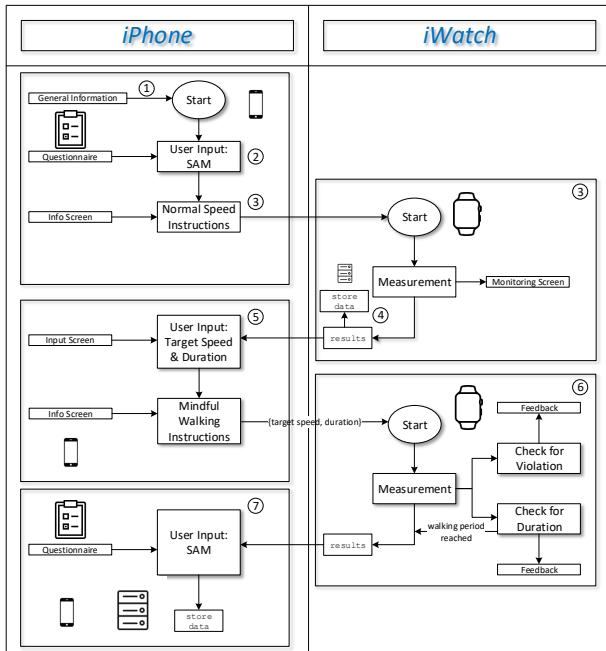 iPhone
iWatch
1
General Information
Start
Questionnaire
User Input:
SAM
2
Info Screen
Normal Speed
Instructions
3
3
Start
Measurement
Monitoring Screen
store
data
4
results
5
Input Screen
User Input:
Target Speed
& Duration
Info Screen
Mindful
Walking
Instructions
(target speed, duration)
6
Start
Feedback
Check for
Violation
Measurement
Check for
Duration
walking period
reached
results
Feedback
7
Questionnaire
User Input:
SAM
store
data